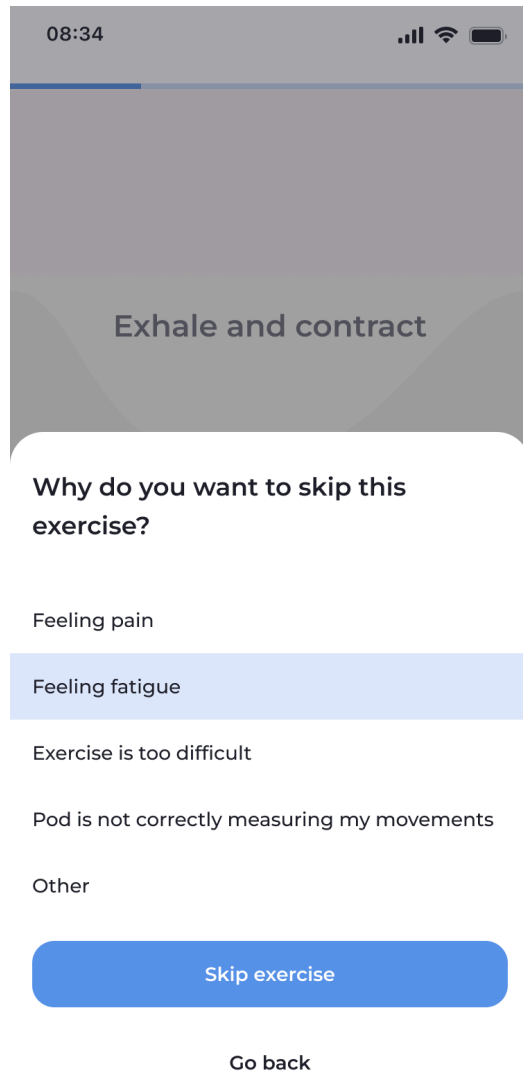 08:34
Exhale and contract
Why do you want to skip this
exercise?
Feeling pain
Feeling fatigue
Exercise is too difficult
Pod is not correctly measuring my movements
Other
Skip exercise
Go back